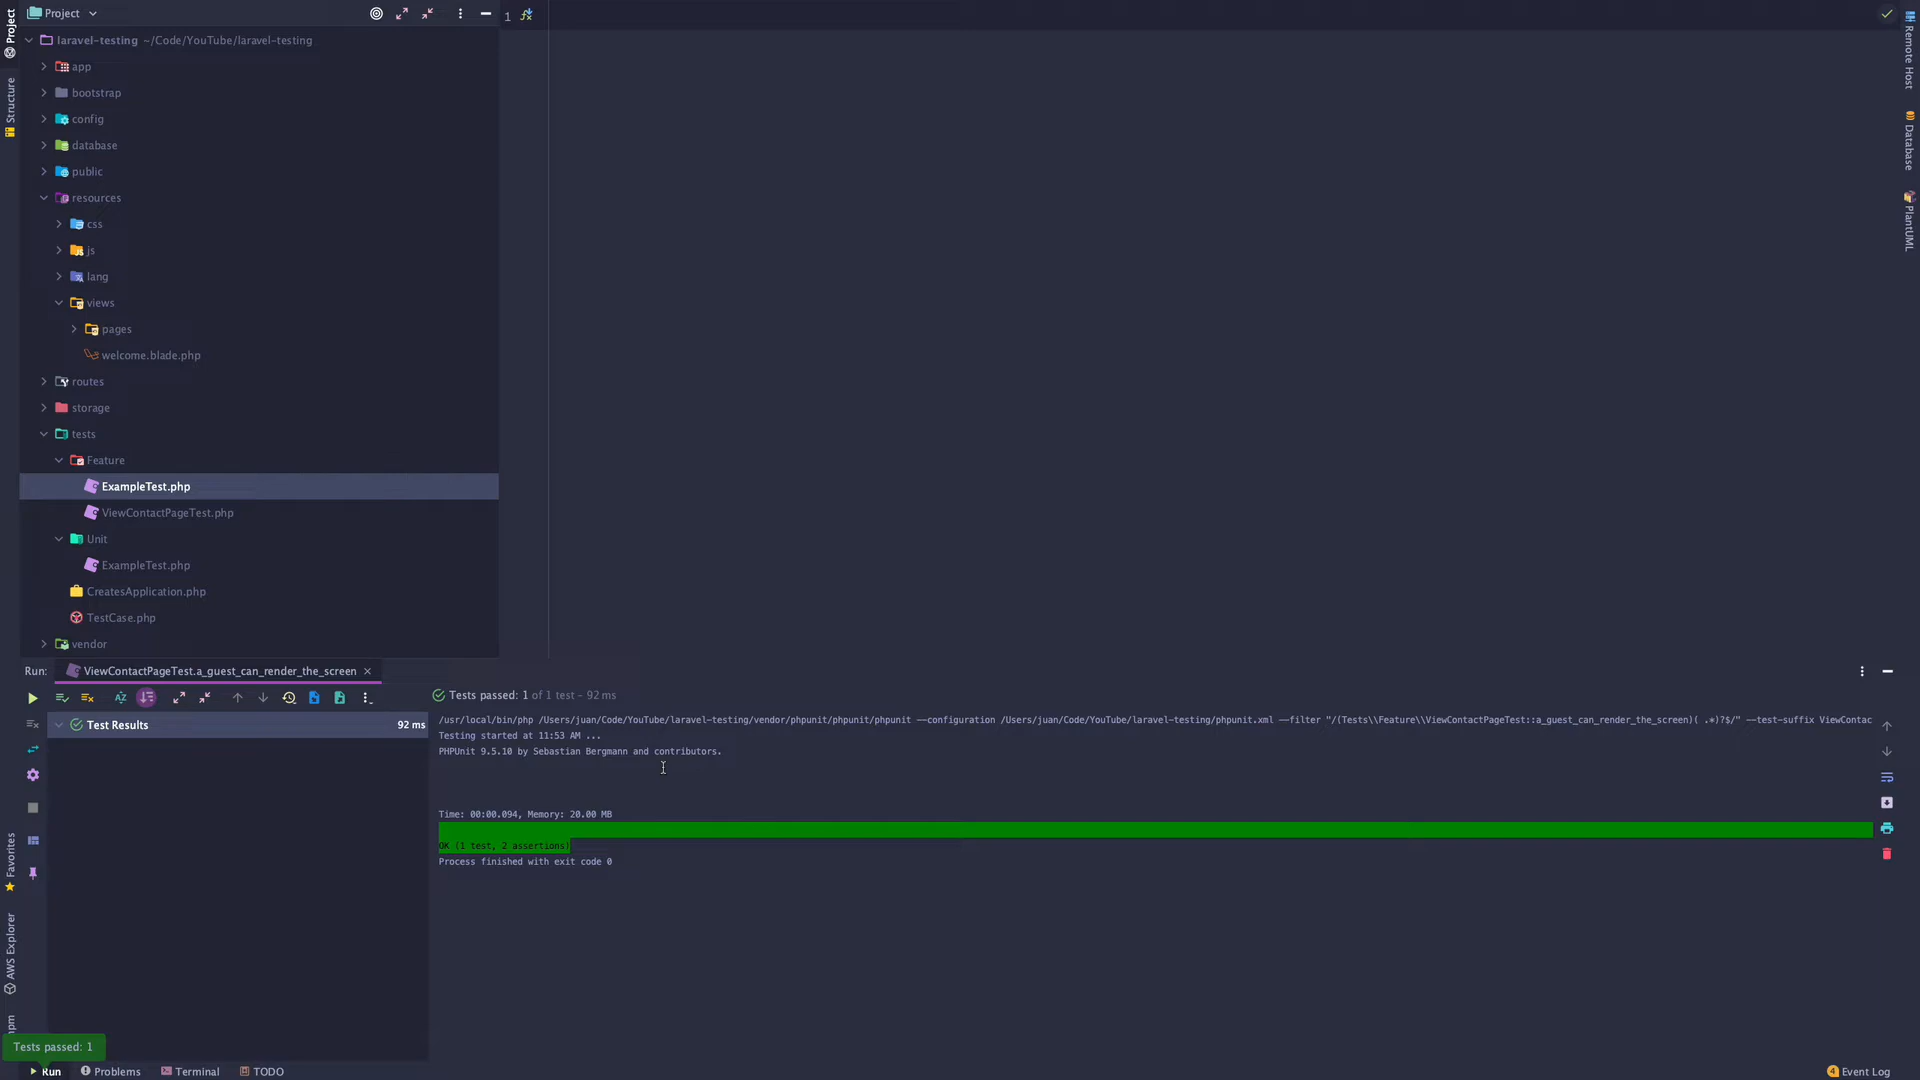 Project
1
Project
Structure
laravel-testing ~/Code/YouTube/laravel-testing
app
bootstrap
config
database
public
resources
css
js
lang
views
pages
welcome.blade.php
routes
storage
tests
Feature
ExampleTest.php
ViewContactPageTest.php
Unit
ExampleTest.php
CreatesApplication.php
TestCase.php
vendor
Remote Host
Database
PlantUML
Run:
ViewContactPageTest.a_guest_can_render_the_screen
Tests passed: 1 of 1 test – 92 ms
Test Results 92 ms
/usr/local/bin/php /Users/juan/Code/YouTube/laravel-testing/vendor/phpunit/phpunit/phpunit --configuration /Users/juan/Code/YouTube/laravel-testing/phpunit.xml --filter "/(Tests\\Feature\\ViewContactPageTest::a_guest_can_render_the_screen)( .*)?$/" --test-suffix ViewContac
Testing started at 11:53 AM ...
PHPUnit 9.5.10 by Sebastian Bergmann and contributors.
Time: 00:00.094, Memory: 20.00 MB
OK (1 test, 2 assertions)
Process finished with exit code 0
Favorites
AWS Explorer
npm
Tests passed: 1
Run
Problems
Terminal
TODO
4 Event Log